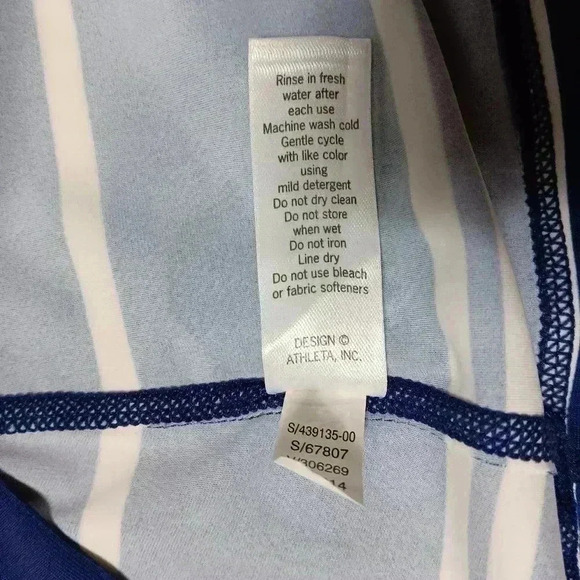 Rinse in fresh
water after
each use
Machine wash cold
Gentle cycle
with like color
using
mild detergent
Do not dry clean
Do not store
when wet
Do not iron
Line dry
Do not use bleach
or fabric softeners
DESIGN ©
ATHLETA, INC.
S/439135-00
S/67807
306269
14